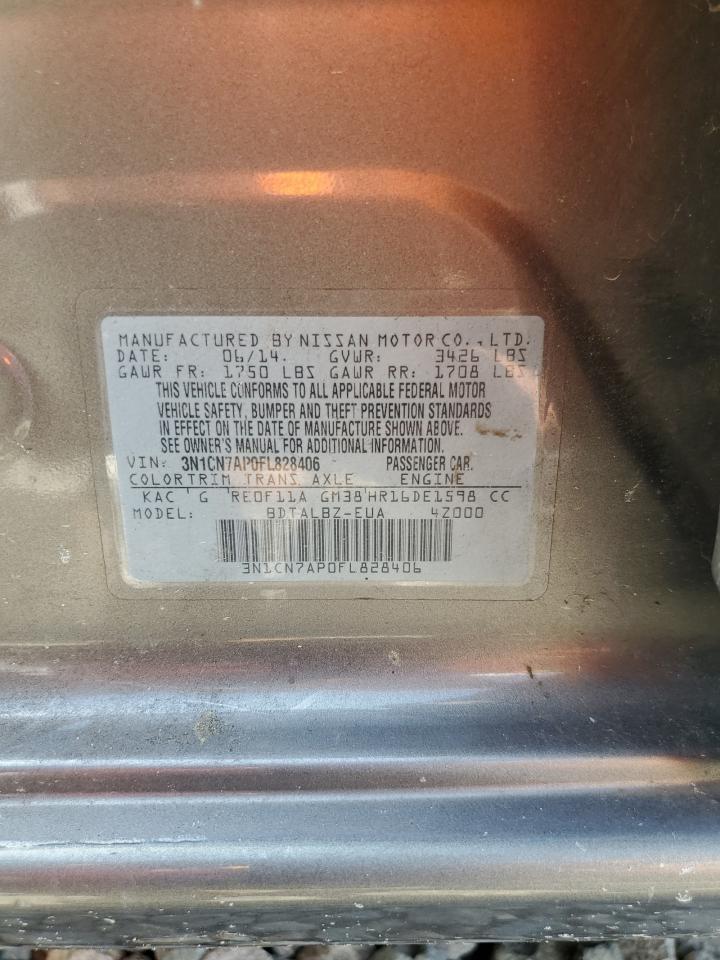 MANUFACTURED BY NISSAN MOTOR CO., LTD.
DATE: 06/14. GVWR: 3426 LBS
GAWR FR: 1750 LBS GAWR RR: 1708 LBS
THIS VEHICLE CONFORMS TO ALL APPLICABLE FEDERAL MOTOR
VEHICLE SAFETY, BUMPER AND THEFT PREVENTION STANDARDS
IN EFFECT ON THE DATE OF MANUFACTURE SHOWN ABOVE.
SEE OWNER'S MANUAL FOR ADDITIONAL INFORMATION.
VIN: 3N1CN7AP0FL828406 PASSENGER CAR.
COLOR TRIM TRANS. AXLE ENGINE
KAC G RE0F11A GM38 HR16DE1598 CC
MODEL: BDTALBZ-EUA 4Z000
3N1CN7AP0FL828406